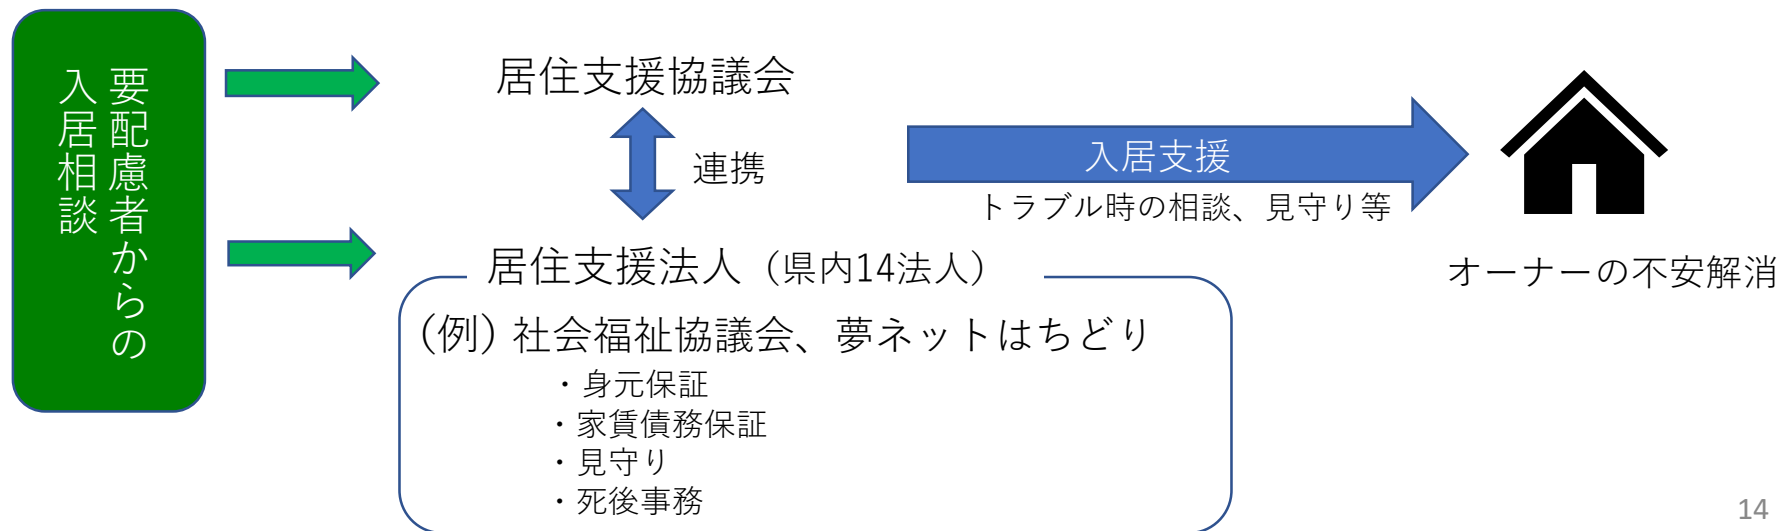 要配慮者からの
入居相談
居住支援協議会
連携
入居支援
トラブル時の相談、見守り等
オーナーの不安解消
居住支援法人（県内14法人）
(例) 社会福祉協議会、夢ネットはちどり
・身元保証
・家賃債務保証
・見守り
・死後事務
14